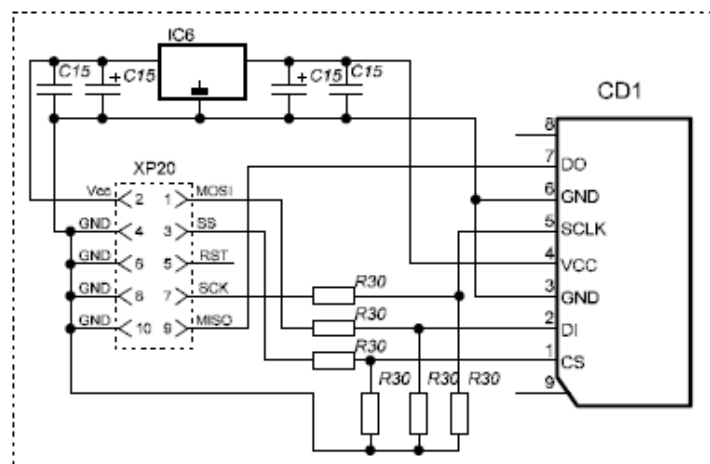 IC6
C15 +C15 +C15 C15
CD1
8
XP20
7 DO
Vcc 2 1 MOSI
6 GND
GND 4 3 SS
5 SCLK
GND 6 5 RST
4 VCC
GND 8 7 SCK
R30
3 GND
GND 10 9 MISO
R30
2 DI
R30
1 CS
R30 R30 R30
9